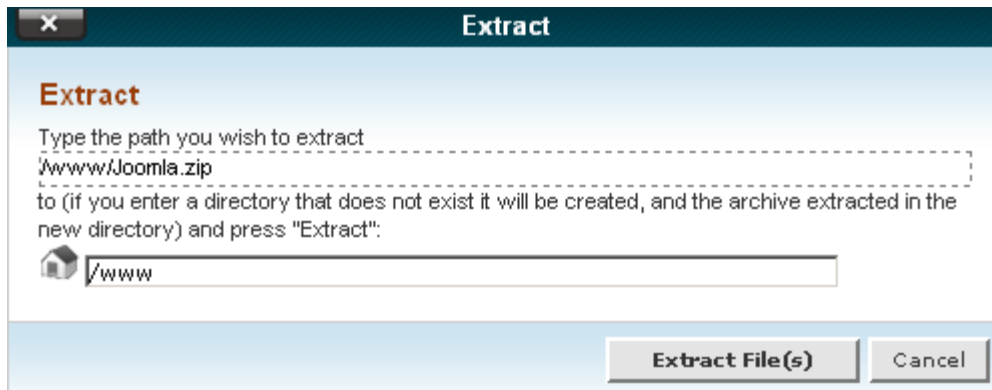 Extract
Extract
Type the path you wish to extract
/www/Joomla.zip
to (if you enter a directory that does not exist it will be created, and the archive extracted in the
new directory) and press "Extract":
/www
Extract File(s) Cancel